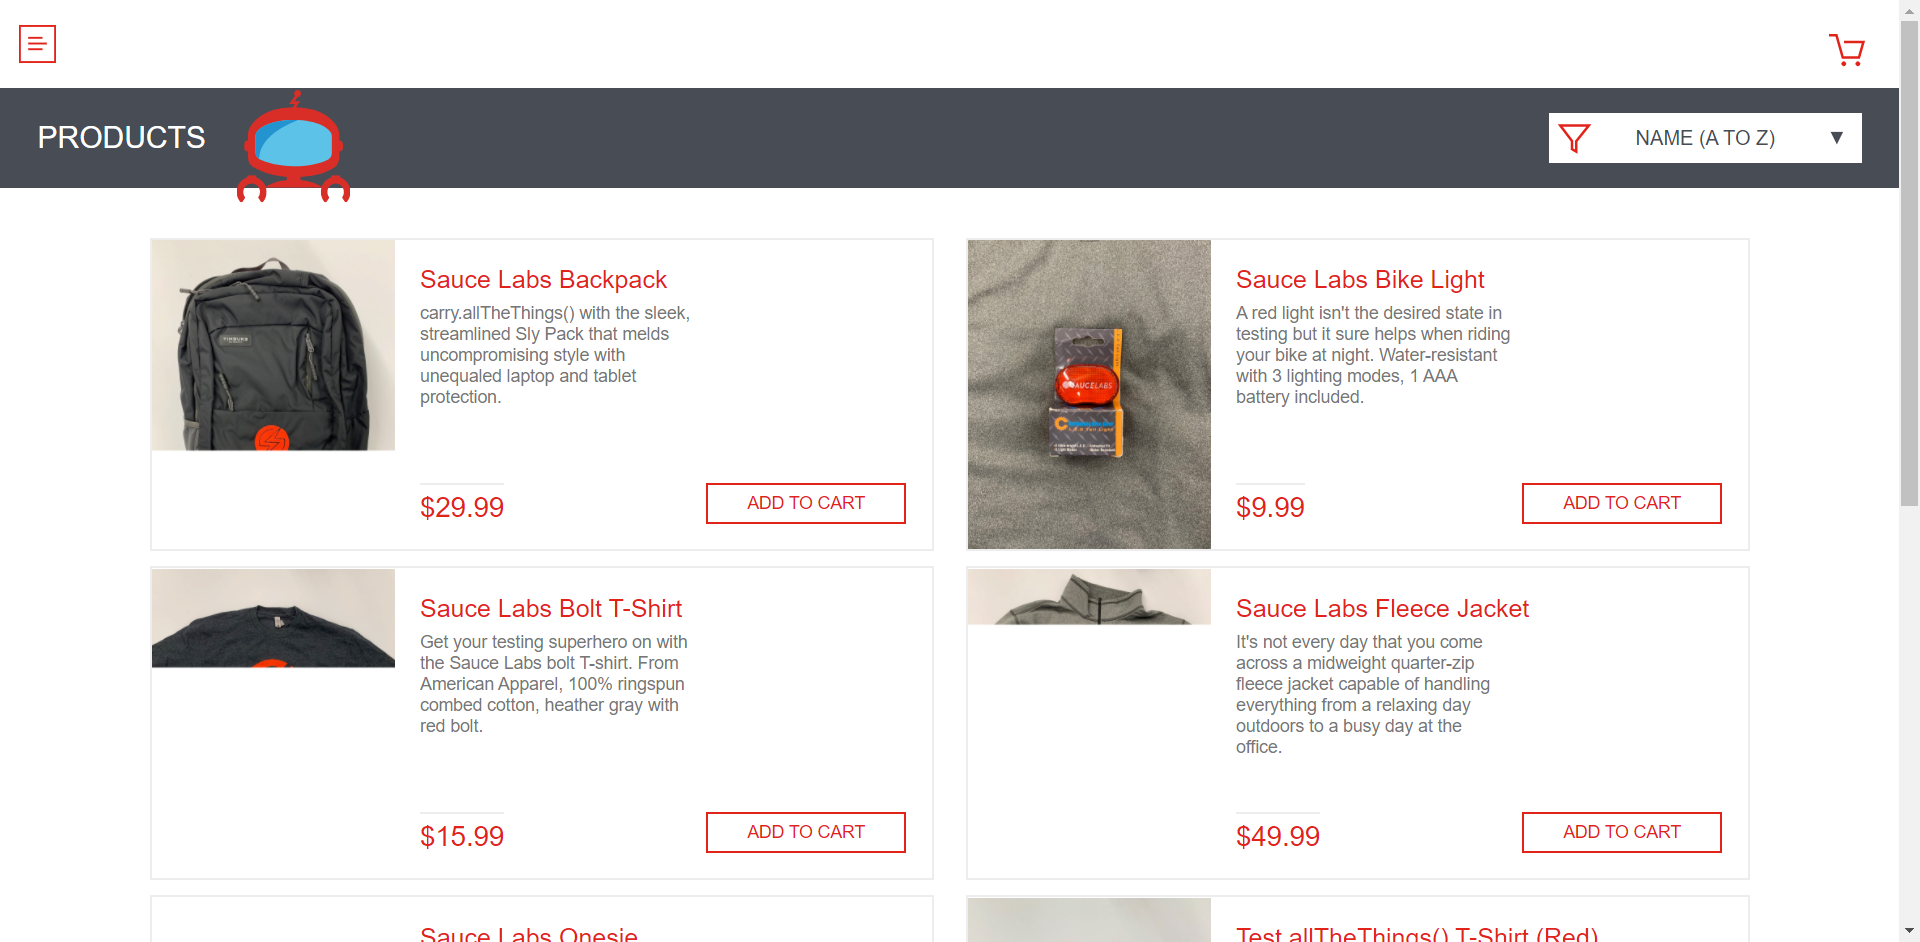 PRODUCTS
NAME (A TO Z)
Sauce Labs Backpack
carry.allTheThings() with the sleek,
streamlined Sly Pack that melds
uncompromising style with
unequaled laptop and tablet
protection.
$29.99
ADD TO CART
Sauce Labs Bike Light
A red light isn't the desired state in
testing but it sure helps when riding
your bike at night. Water-resistant
with 3 lighting modes, 1 AAA
battery included.
SAUCELABS
$9.99
ADD TO CART
Sauce Labs Bolt T-Shirt
Get your testing superhero on with
the Sauce Labs bolt T-shirt. From
American Apparel, 100% ringspun
combed cotton, heather gray with
red bolt.
$15.99
ADD TO CART
Sauce Labs Fleece Jacket
It's not every day that you come
across a midweight quarter-zip
fleece jacket capable of handling
everything from a relaxing day
outdoors to a busy day at the
office.
$49.99
ADD TO CART
Sauce Labs Onesie
Test.allTheThings() T-Shirt (Red)